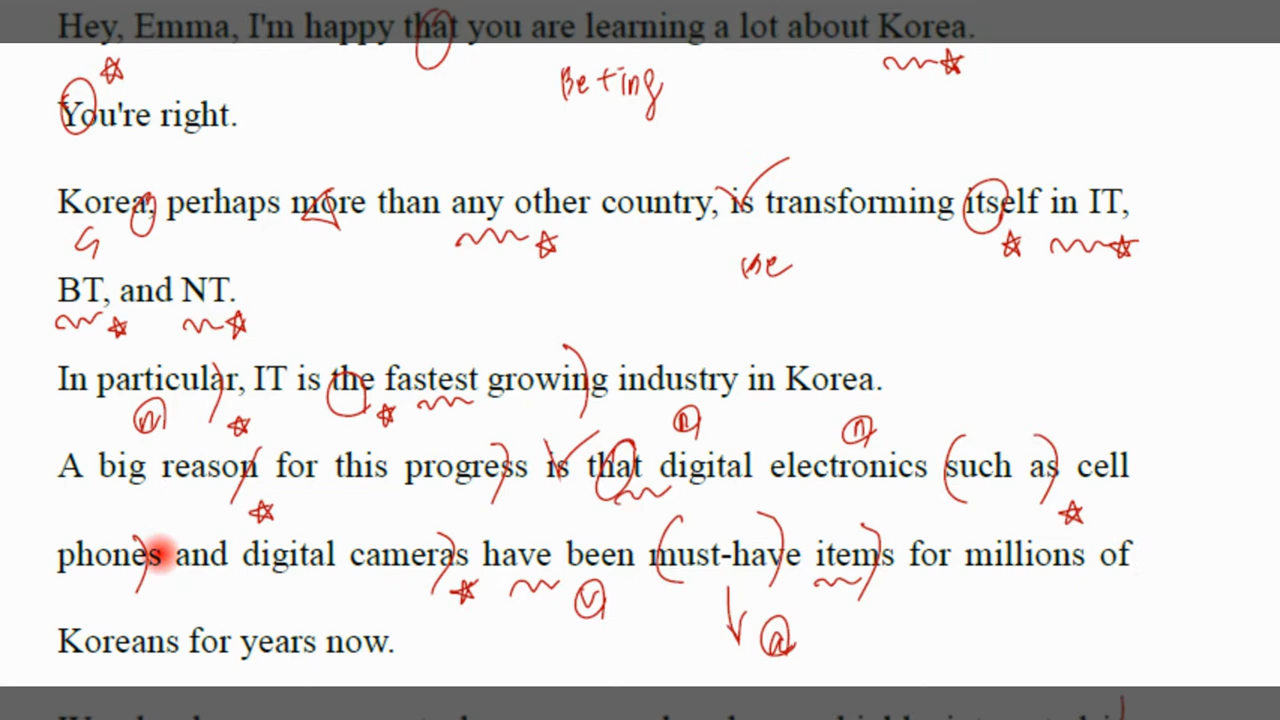 Hey, Emma, I'm happy that you are learning a lot about Korea.
Be + ing
You're right.
Korea, perhaps more than any other country, is transforming itself in IT,
Be
BT, and NT.
In particular, IT is the fastest growing industry in Korea.
n
n
n
A big reason for this progress is that digital electronics (such as cell
phones and digital cameras have been must-have items for millions of
v
a
Koreans for years now.